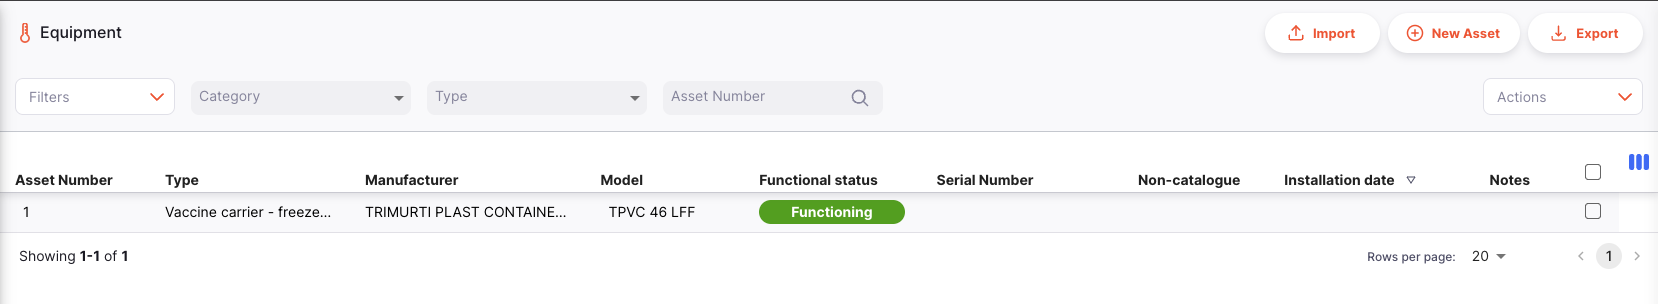 Equipment
Import
New Asset
Export
Filters
Category
Type
Asset Number
Actions
Asset Number Type Manufacturer Model Functional status Serial Number Non-catalogue Installation date Notes
1 Vaccine carrier - freeze... TRIMURTI PLAST CONTAINE... TPVC 46 LFF Functioning
Showing 1-1 of 1
Rows per page: 20
1